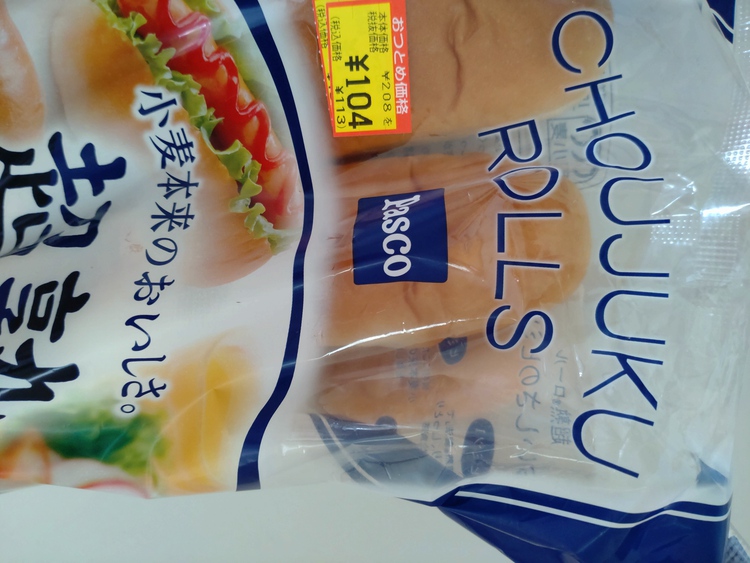 CHOUJUKU
ROLLS
Pasco
おつとめ価格
本体価格
税抜価格
¥208を
¥104
(税込価格
¥113)
小麦本来のおいしさ。
超熟